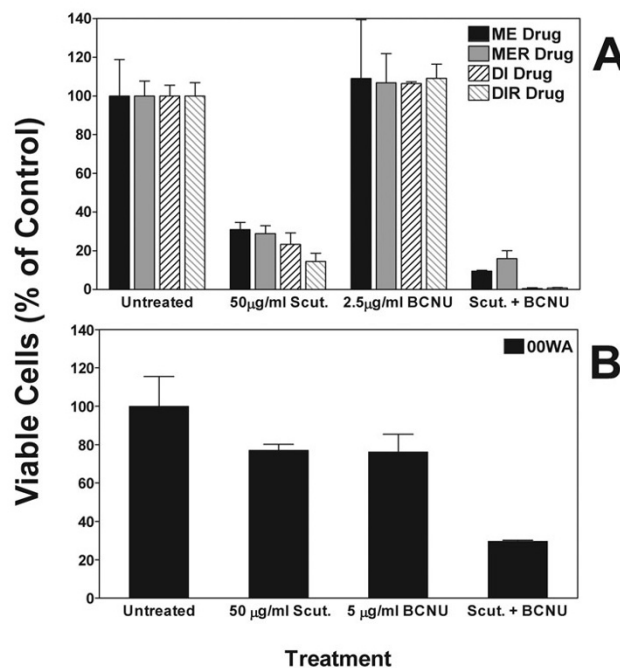 Viable Cells (% of Control)
A
ME Drug
MER Drug
DI Drug
DIR Drug
140
120
100
80
60
40
20
0
Untreated 50μg/ml Scut. 2.5μg/ml BCNU Scut. + BCNU
B
00WA
140
120
100
80
60
40
20
0
Untreated 50 μg/ml Scut. 5 μg/ml BCNU Scut. + BCNU
Treatment